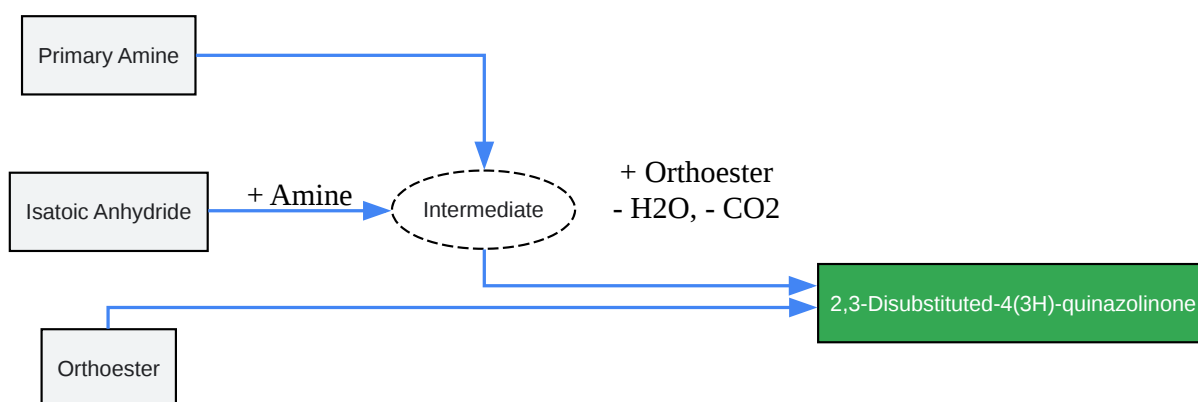 Primary Amine
Isatoic Anhydride
+ Amine
Intermediate
+ Orthoester
- H2O, - CO2
2,3-Disubstituted-4(3H)-quinazolinone
Orthoester